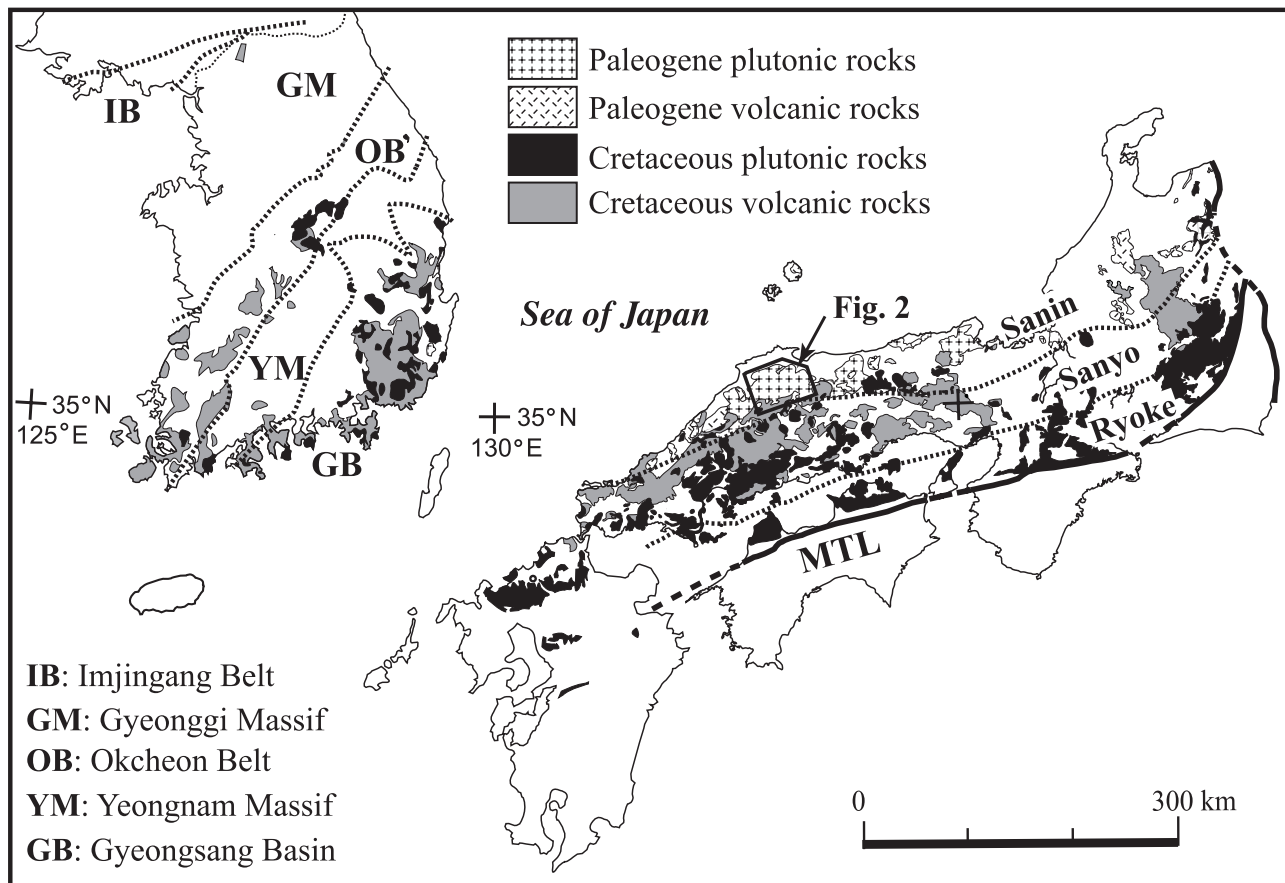 GM
IB
OB
YM
GB
35°N
125°E
Paleogene plutonic rocks
Paleogene volcanic rocks
Cretaceous plutonic rocks
Cretaceous volcanic rocks
Sea of Japan
Fig. 2
Sanin
Sanyo
Ryoke
35°N
130°E
MTL
IB: Imjingang Belt
GM: Gyeonggi Massif
OB: Okcheon Belt
YM: Yeongnam Massif
GB: Gyeongsang Basin
0
300 km